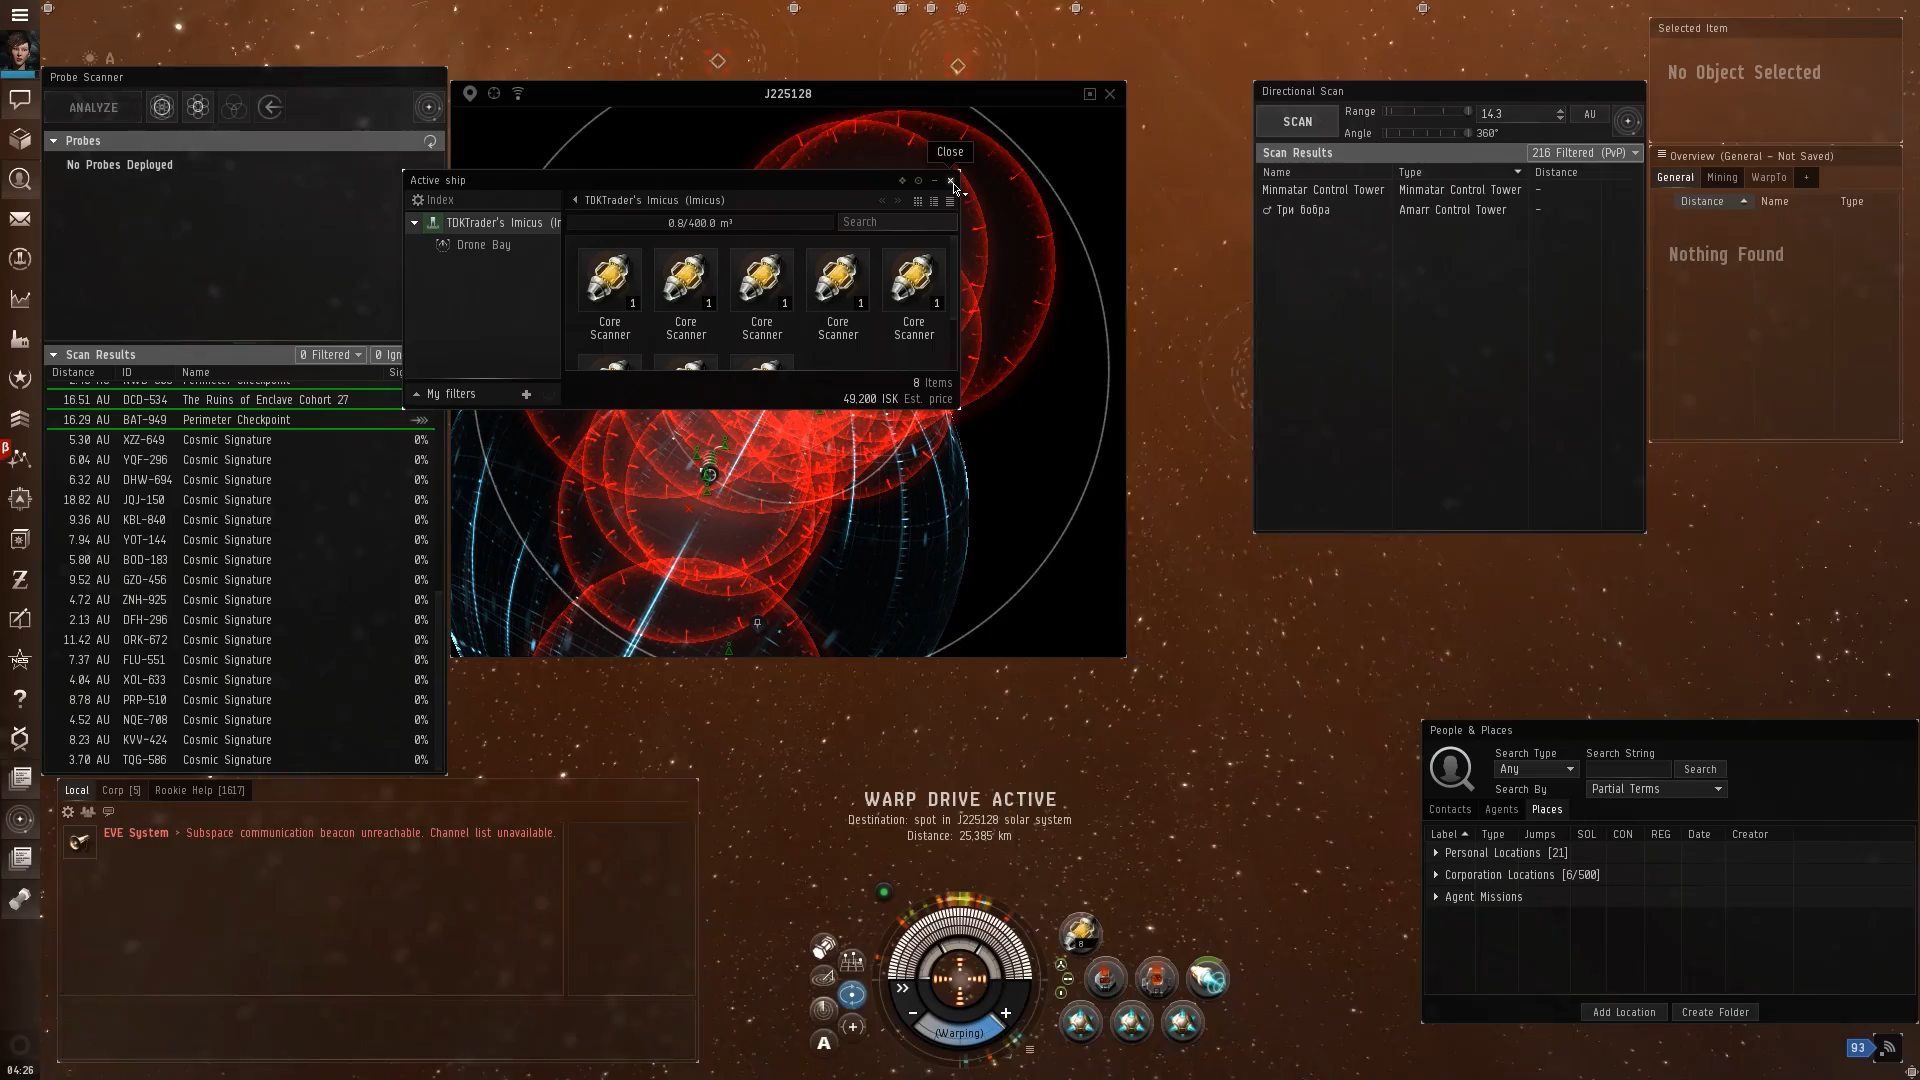 Probe Scanner
ANALYZE
Probes
No Probes Deployed
Scan Results
0 Filtered
Distance ID Name
16.51 AU DCD-534 The Ruins of Enclave Cohort 27
16.29 AU BAT-949 Perimeter Checkpoint
5.30 AU XZZ-649 Cosmic Signature 0%
6.04 AU YQF-296 Cosmic Signature 0%
6.32 AU DHW-694 Cosmic Signature 0%
18.82 AU JQJ-150 Cosmic Signature 0%
9.36 AU KBL-840 Cosmic Signature 0%
7.94 AU YOT-144 Cosmic Signature 0%
5.80 AU BOD-183 Cosmic Signature 0%
9.52 AU GZO-456 Cosmic Signature 0%
4.72 AU ZNH-925 Cosmic Signature 0%
2.13 AU DFH-296 Cosmic Signature 0%
11.42 AU ORK-672 Cosmic Signature 0%
7.37 AU FLU-551 Cosmic Signature 0%
4.04 AU XOL-633 Cosmic Signature 0%
8.78 AU PRP-510 Cosmic Signature 0%
4.52 AU NQE-708 Cosmic Signature 0%
8.23 AU KVV-424 Cosmic Signature 0%
3.70 AU TQG-586 Cosmic Signature 0%
J225128
Close
Active ship
Index
TDKTrader's Imicus (Imicus)
TDKTrader's Imicus (Ir
Drone Bay
0.8/400.0 m³
Search
1 1 1 1 1
Core Scanner
Core Scanner
Core Scanner
Core Scanner
Core Scanner
My filters +
8 Items
49,200 ISK Est. price
Directional Scan
SCAN
Range 14.3 AU
Angle 360°
Scan Results
216 Filtered (PvP)
Name Type Distance
Minmatar Control Tower Minmatar Control Tower -
♂ Три бобра Amarr Control Tower -
Selected Item
No Object Selected
Overview (General - Not Saved)
General Mining WarpTo +
Distance Name Type
Nothing Found
Local Corp [5] Rookie Help [1617]
EVE System > Subspace communication beacon unreachable. Channel list unavailable.
WARP DRIVE ACTIVE
Destination: spot in J225128 solar system
Distance: 25,385 km
8
(Warping)
A
People & Places
Search Type
Any
Search String
Search
Search By
Partial Terms
Contacts Agents Places
Label Type Jumps SOL CON REG Date Creator
Personal Locations [21]
Corporation Locations [6/500]
Agent Missions
Add Location Create Folder
93
β
NES
04:26